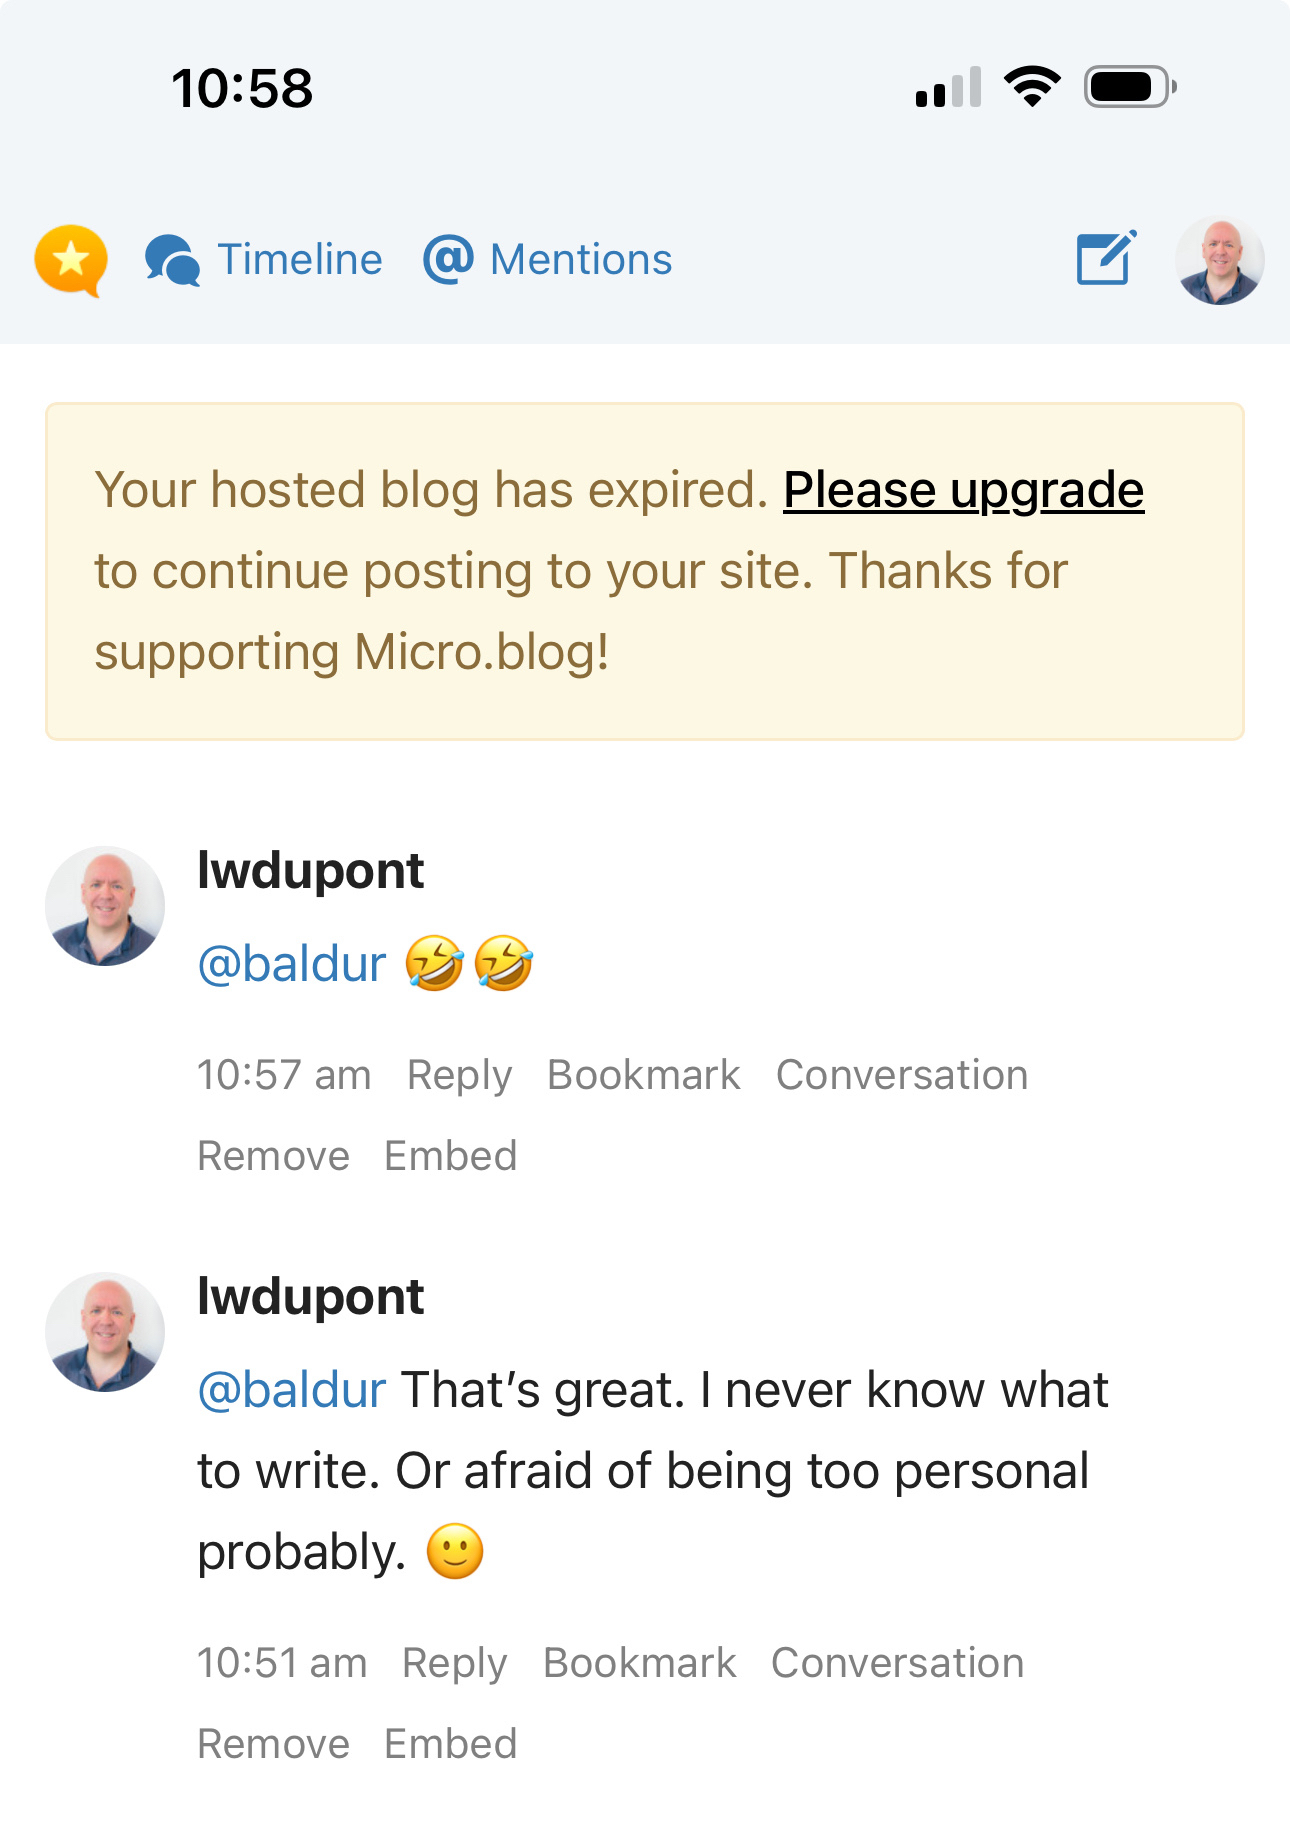 10:58
Timeline @ Mentions
Your hosted blog has expired. Please upgrade
to continue posting to your site. Thanks for
supporting Micro.blog!
lwdupont
@baldur 🤣🤣
10:57 am Reply Bookmark Conversation
Remove Embed
lwdupont
@baldur That’s great. I never know what
to write. Or afraid of being too personal
probably. 🙂
10:51 am Reply Bookmark Conversation
Remove Embed